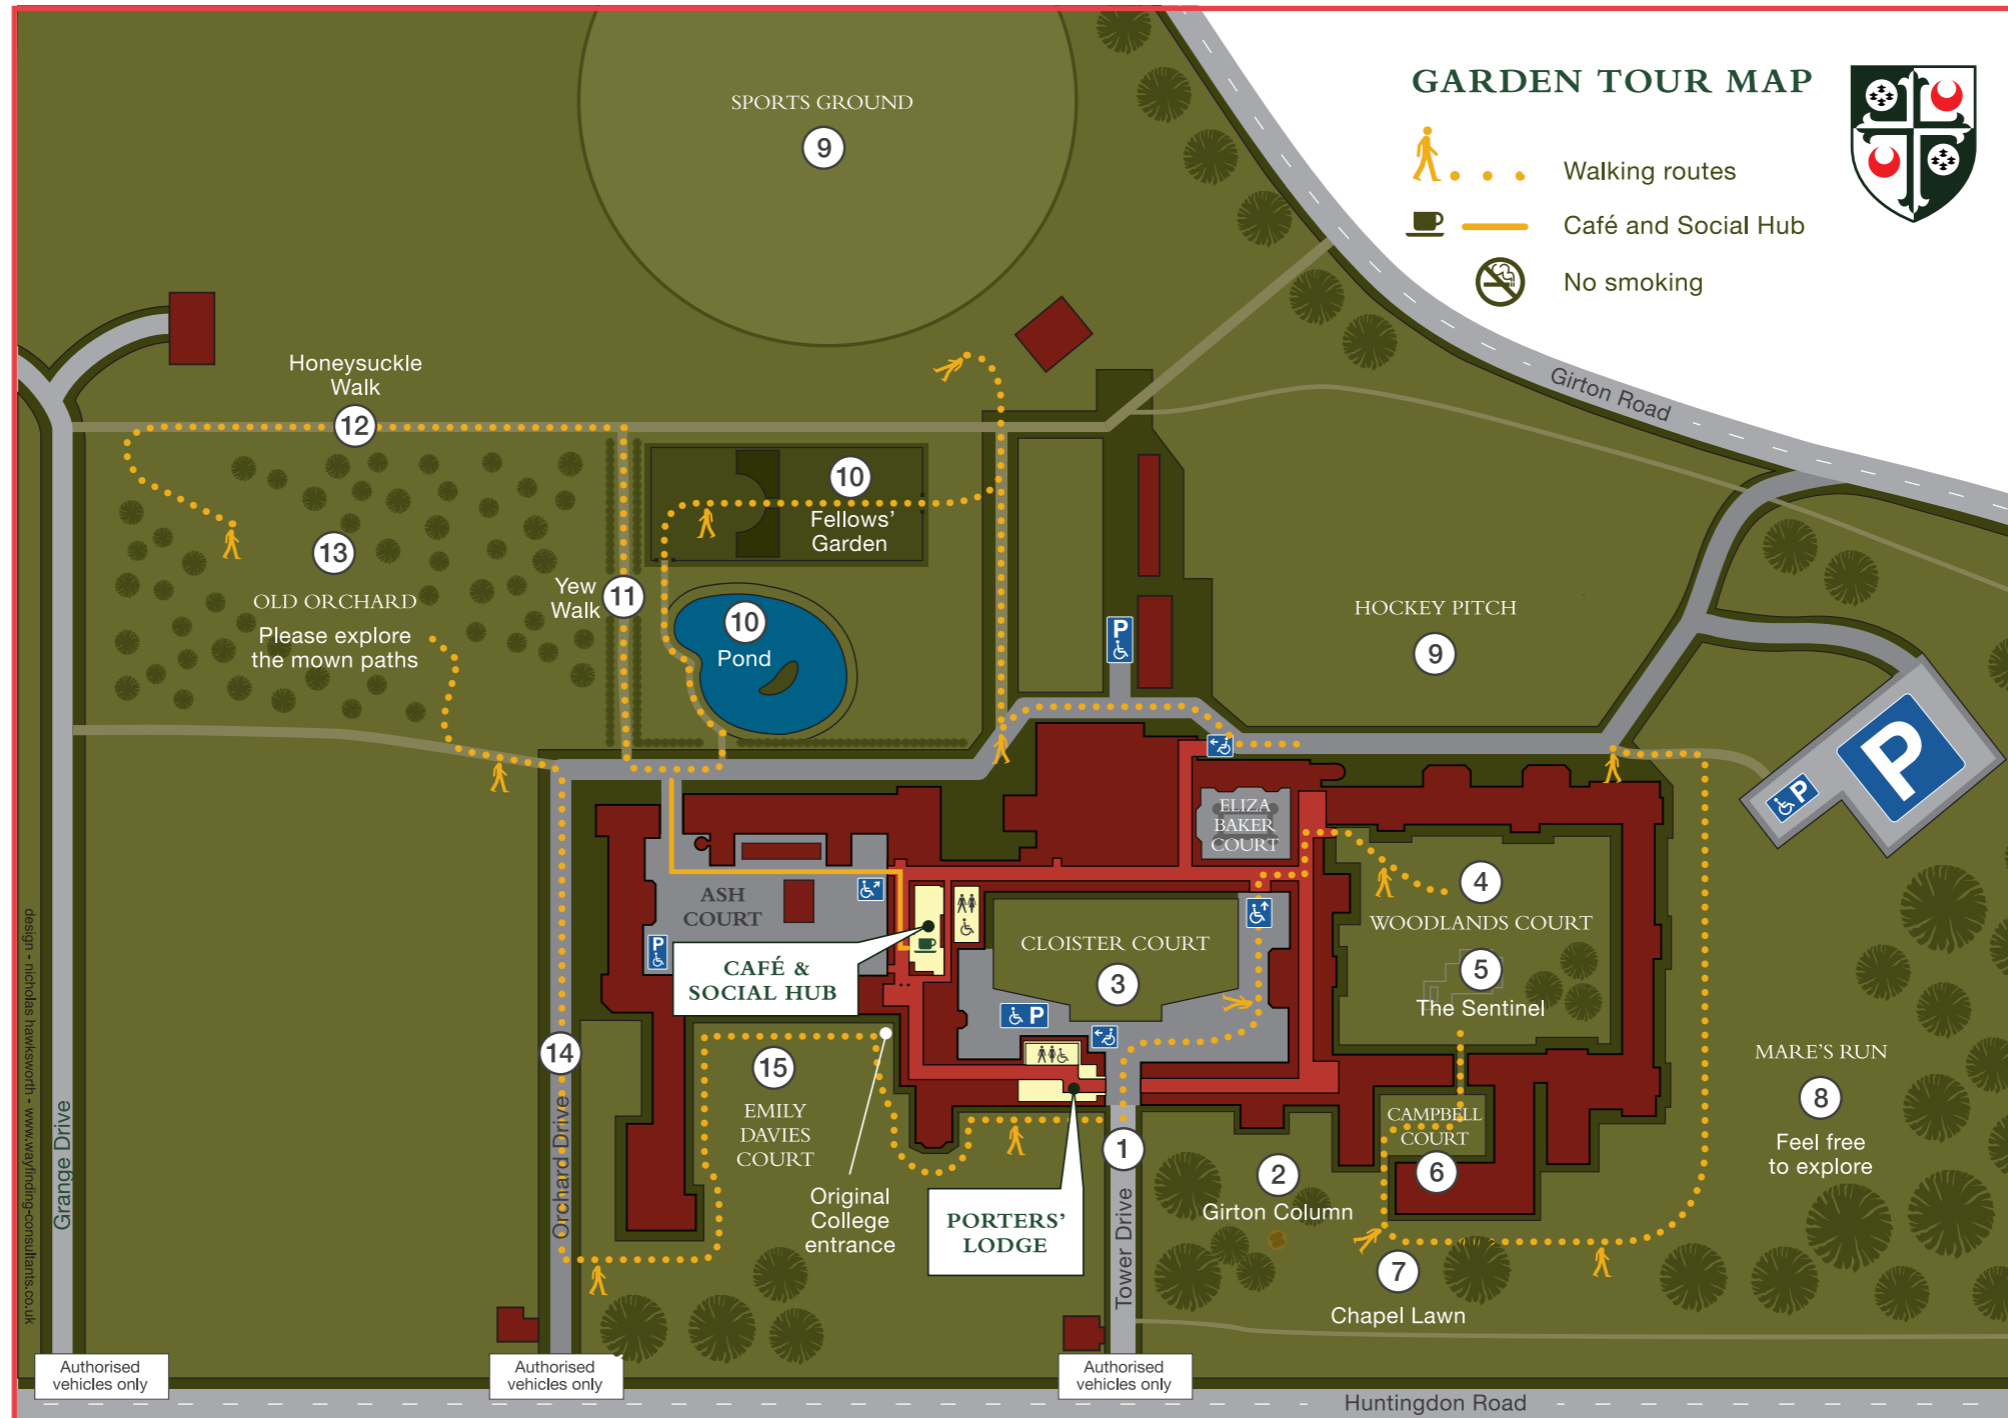 GARDEN TOUR MAP
Walking routes
Café and Social Hub
No smoking
SPORTS GROUND
9
Girton Road
Honeysuckle
Walk
12
10
Fellows'
Garden
13
OLD ORCHARD
Please explore
the mown paths
Yew
Walk
11
10
Pond
P
HOCKEY PITCH
9
P
P
ELIZA
BAKER
COURT
ASH
COURT
P
CAFÉ &
SOCIAL HUB
CLOISTER COURT
3
P
4
WOODLANDS COURT
5
The Sentinel
MARE'S RUN
8
Feel free
to explore
14
Orchard Drive
15
EMILY
DAVIES
COURT
Original
College
entrance
PORTERS'
LODGE
1
Tower Drive
2
Girton Column
CAMPBELL
COURT
6
7
Chapel Lawn
Grange Drive
design - nicholas hawksworth - www.wayfinding-consultants.co.uk
Authorised
vehicles only
Authorised
vehicles only
Authorised
vehicles only
Huntingdon Road